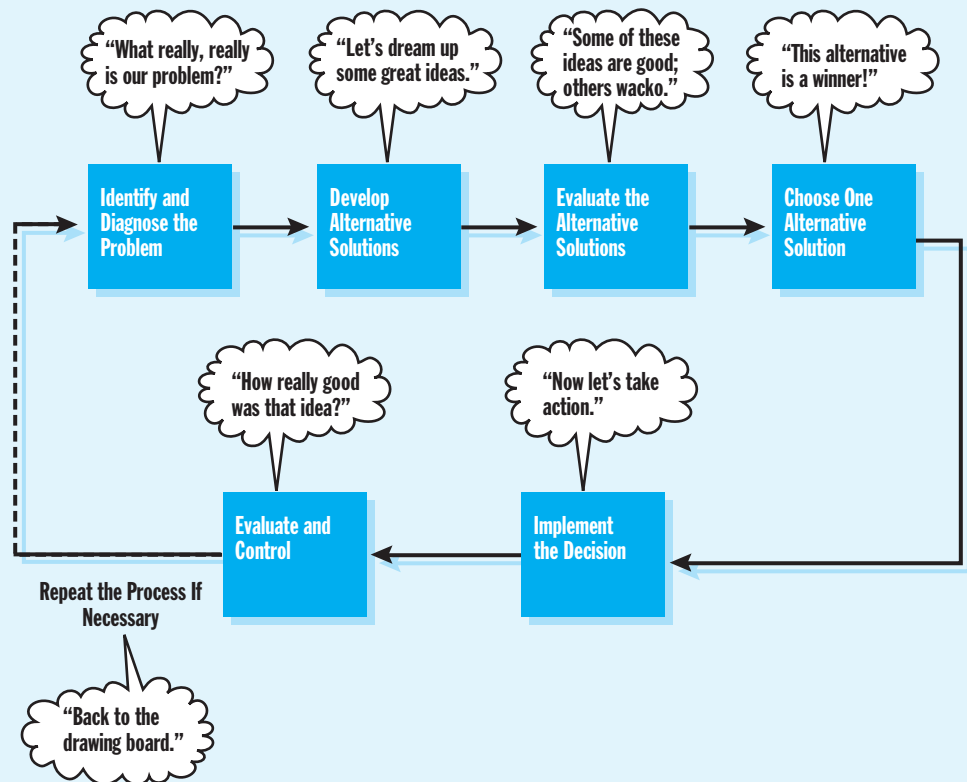 “What really, really
is our problem?”
“Let’s dream up
some great ideas.”
“Some of these
ideas are good;
others wacko.”
“This alternative
is a winner!”
Identify and
Diagnose the
Problem
Develop
Alternative
Solutions
Evaluate the
Alternative
Solutions
Choose One
Alternative
Solution
“How really good
was that idea?”
“Now let’s take
action.”
Evaluate and
Control
Implement
the Decision
Repeat the Process If
Necessary
“Back to the
drawing board.”